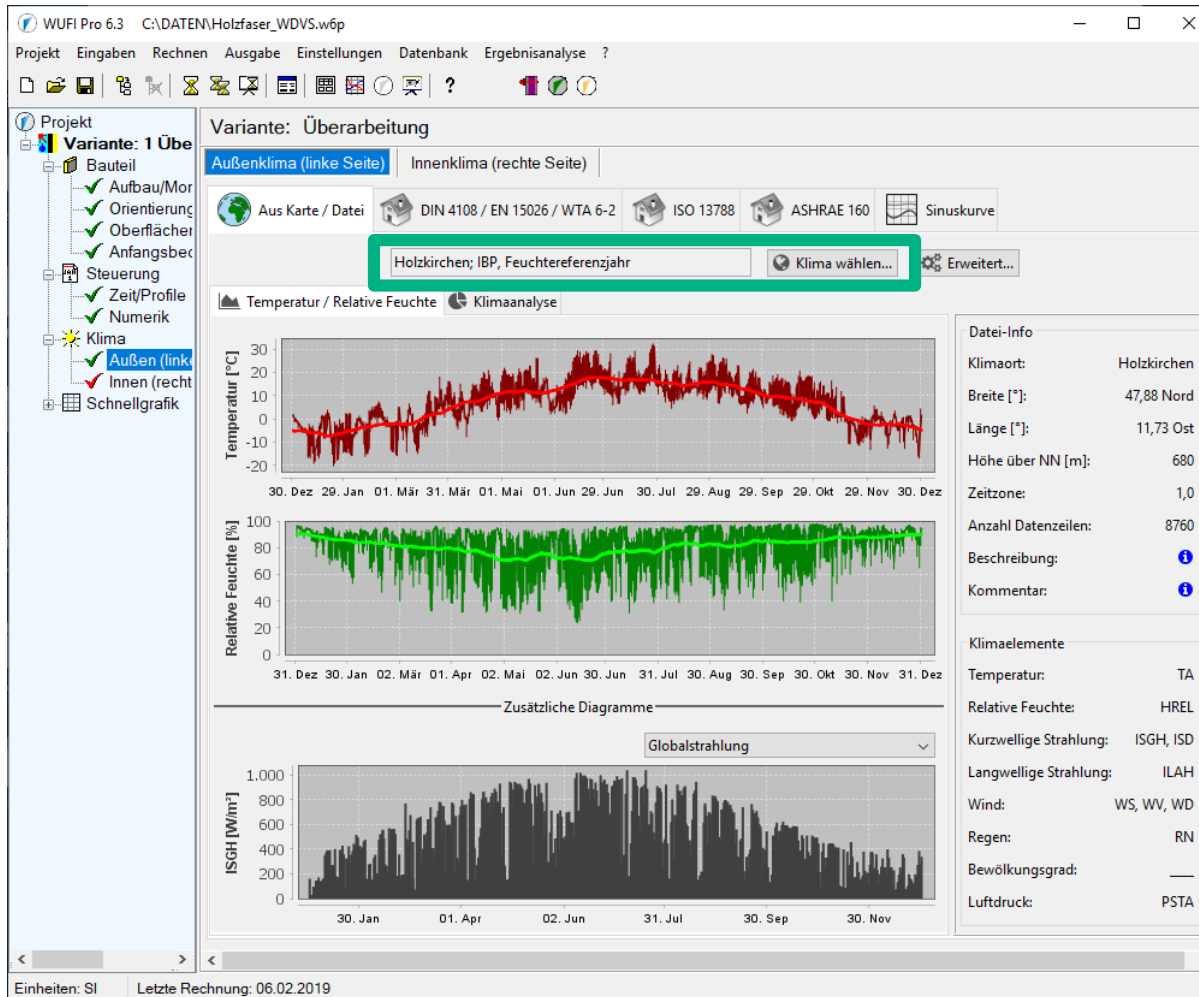 WUFI Pro 6.3 C:\DATEN\Holzfaser_WDVS.w6p
Projekt Eingaben Rechnen Ausgabe Einstellungen Datenbank Ergebnisanalyse ?
?
Projekt
Variante: 1 Übe
Bauteil
Aufbau/Mor
Orientierung
Oberflächer
Anfangsbec
Steuerung
Zeit/Profile
Numerik
Klima
Außen (linke
Innen (recht
Schnellgrafik
Variante: Überarbeitung
Außenklima (linke Seite) Innenklima (rechte Seite)
Aus Karte / Datei DIN 4108 / EN 15026 / WTA 6-2 ISO 13788 ASHRAE 160 Sinuskurve
Holzkirchen; IBP, Feuchtereferenzjahr Klima wählen... Erweitert...
Temperatur / Relative Feuchte Klimaanalyse
Temperatur [°C]
30
20
10
0
-10
-20
30. Dez 29. Jan 01. Mär 31. Mär 01. Mai 01. Jun 29. Jun 30. Jul 29. Aug 29. Sep 29. Okt 29. Nov 30. Dez
Relative Feuchte [%]
100
80
60
40
20
0
31. Dez 30. Jan 02. Mär 01. Apr 02. Mai 02. Jun 30. Jun 31. Jul 30. Aug 30. Sep 30. Okt 30. Nov 31. Dez
Zusätzliche Diagramme
Globalstrahlung
ISGH [W/m²]
1.000
800
600
400
200
0
30. Jan 01. Apr 02. Jun 31. Jul 30. Sep 30. Nov
Datei-Info
Klimaort: Holzkirchen
Breite [°]: 47,88 Nord
Länge [°]: 11,73 Ost
Höhe über NN [m]: 680
Zeitzone: 1,0
Anzahl Datenzeilen: 8760
Beschreibung:
Kommentar:
Klimaelemente
Temperatur: TA
Relative Feuchte: HREL
Kurzwellige Strahlung: ISGH, ISD
Langwellige Strahlung: ILAH
Wind: WS, WV, WD
Regen: RN
Bewölkungsgrad: ___
Luftdruck: PSTA
Einheiten: SI Letzte Rechnung: 06.02.2019